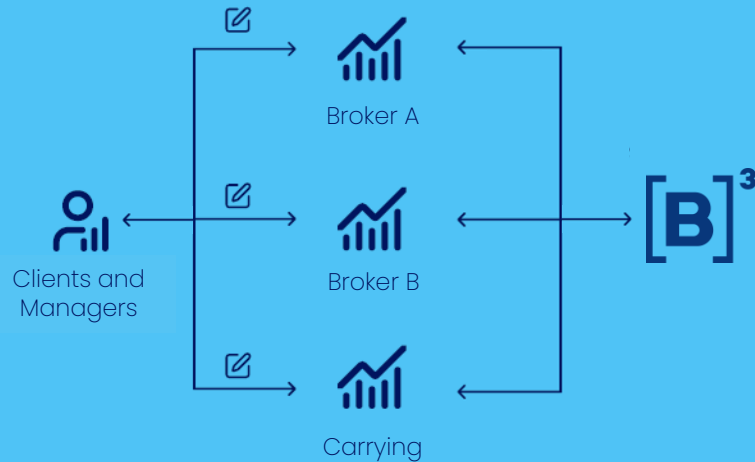 Broker A
Clients and
Managers
Broker B
Carrying
[B]³